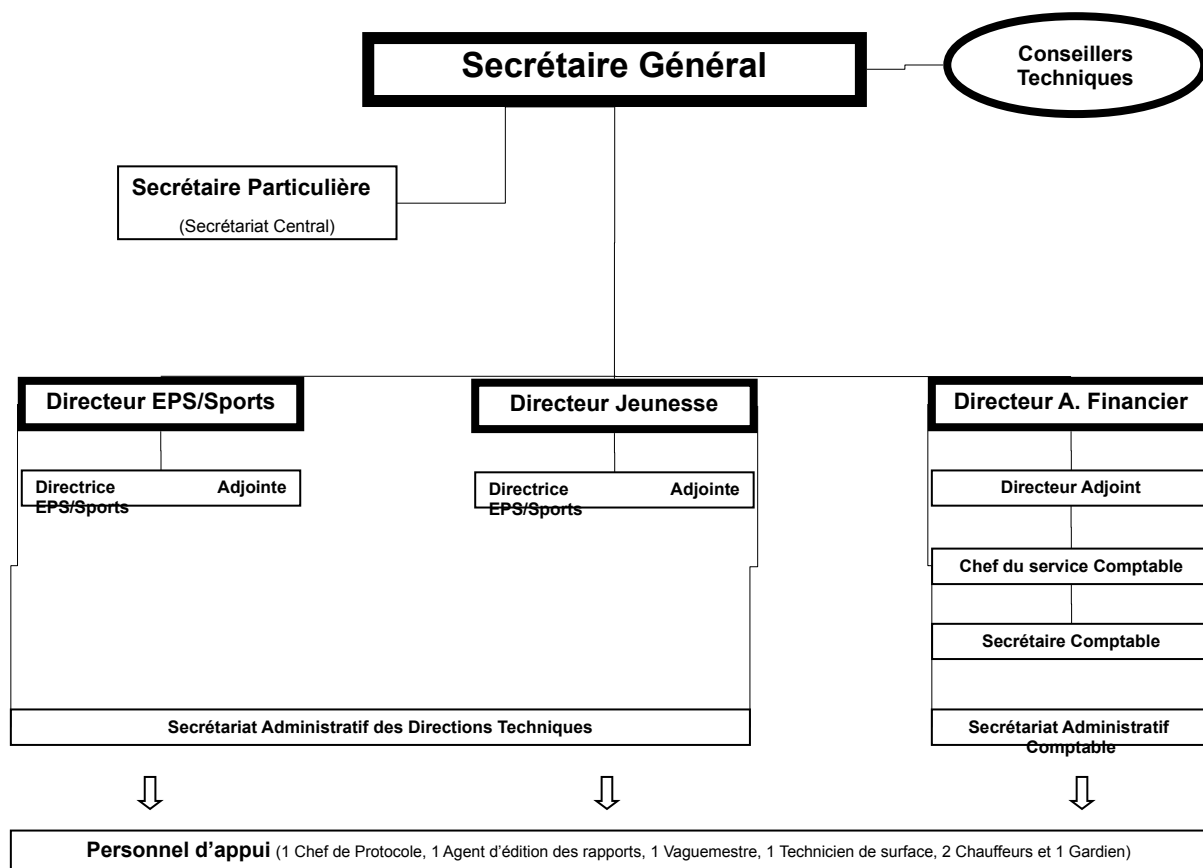 Secrétaire Général
Conseillers
Techniques
Secrétaire Particulière
(Secrétariat Central)
Directeur EPS/Sports
Directeur Jeunesse
Directeur A. Financier
Directrice Adjointe
EPS/Sports
Directrice Adjointe
EPS/Sports
Directeur Adjoint
Chef du service Comptable
Secrétaire Comptable
Secrétariat Administratif des Directions Techniques
Secrétariat Administratif
Comptable
Personnel d’appui (1 Chef de Protocole, 1 Agent d’édition des rapports, 1 Vaguemestre, 1 Technicien de surface, 2 Chauffeurs et 1 Gardien)